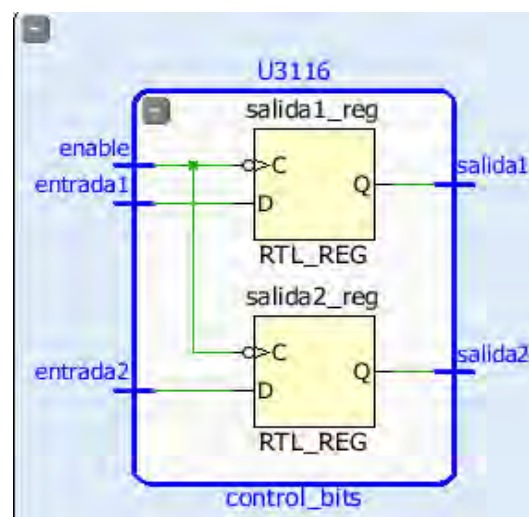 U3116
salida1_reg
enable
C
salida1
entrada1
Q
D
RTL_REG
salida2_reg
C
salida2
entrada2
Q
D
RTL_REG
control_bits